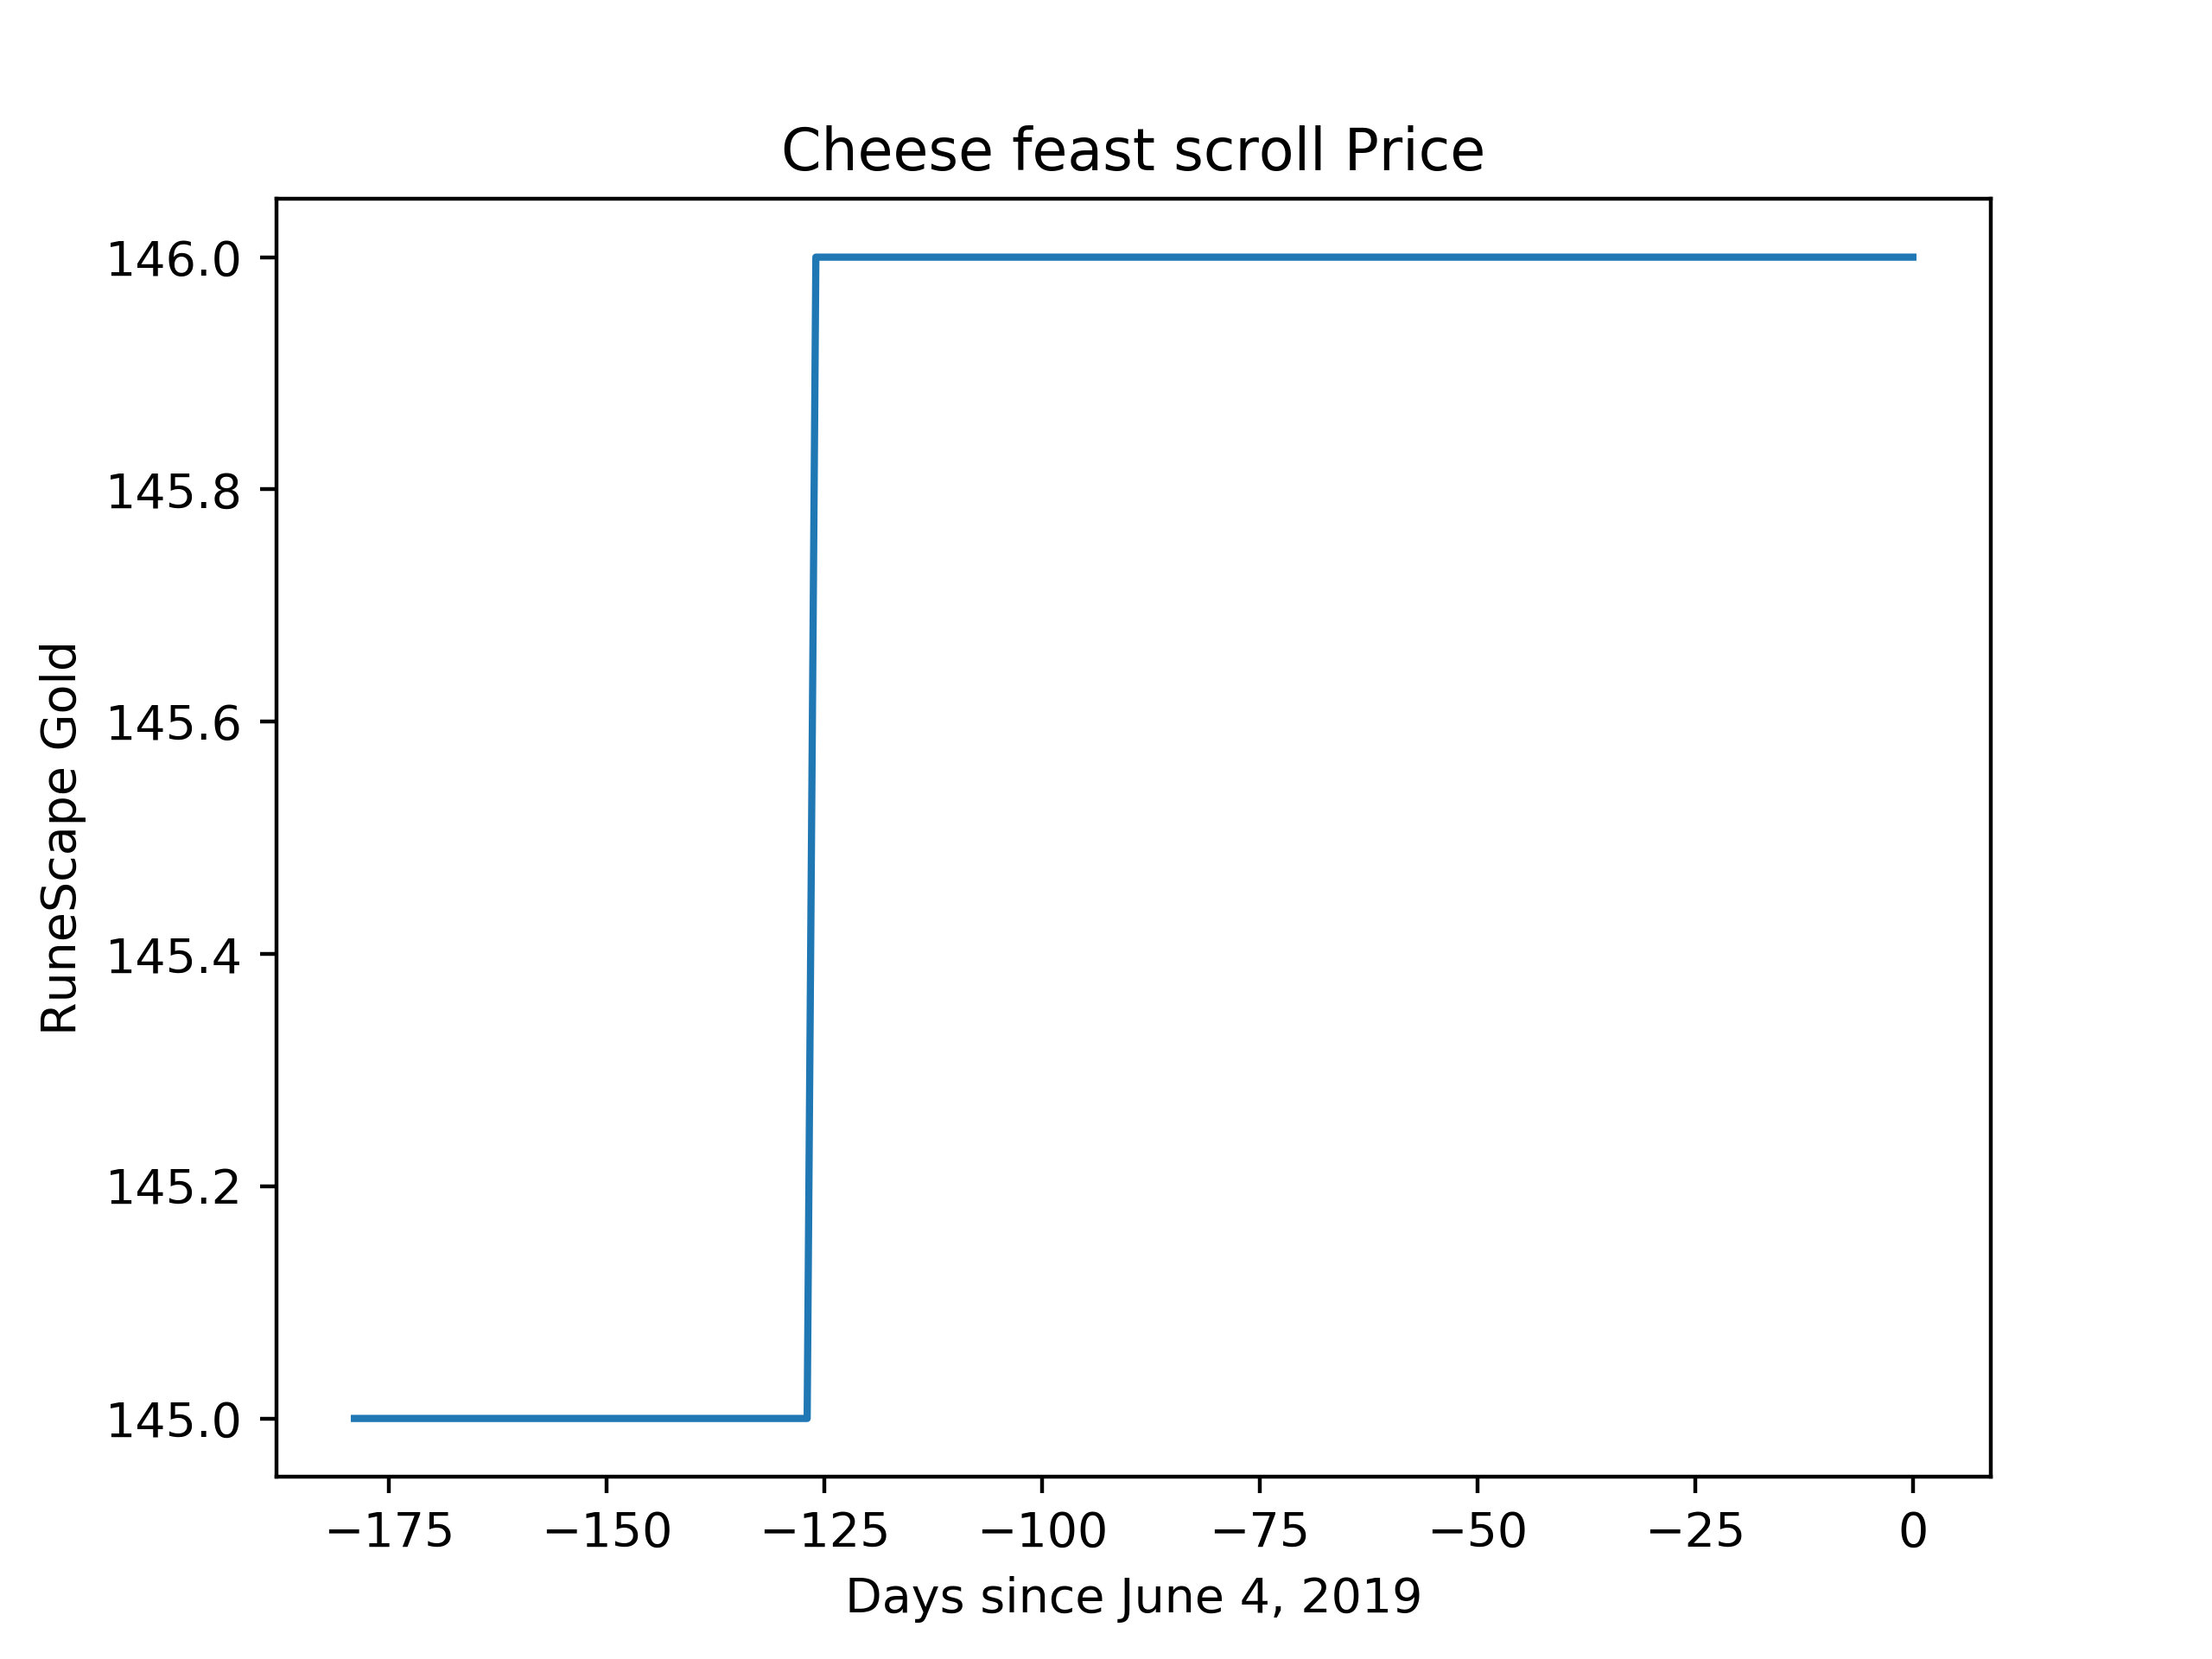 Cheese feast scroll Price
RuneScape Gold
146.0
145.8
145.6
145.4
145.2
145.0
−175 −150 −125 −100 −75 −50 −25 0
Days since June 4, 2019